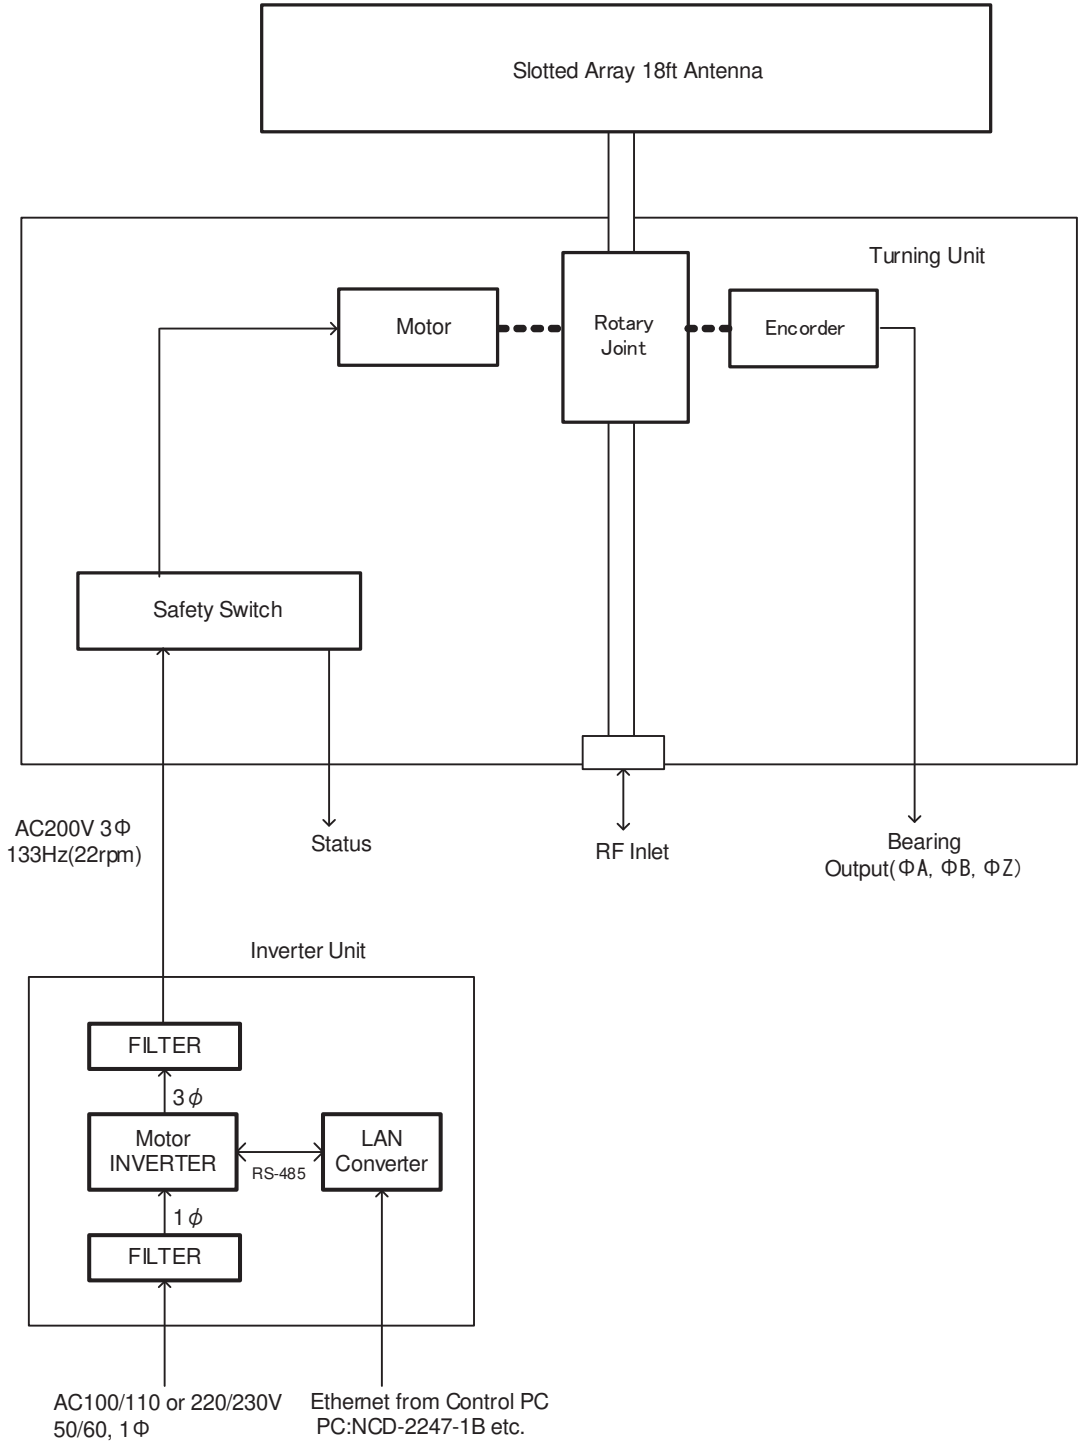 Slotted Array 18ft Antenna
Turning Unit
Motor
Rotary
Joint
Encorder
Safety Switch
AC200V 3Φ
133Hz(22rpm)
Status
RF Inlet
Bearing
Output(ΦA, ΦB, ΦZ)
Inverter Unit
FILTER
3ϕ
Motor
INVERTER
RS-485
LAN
Converter
1ϕ
FILTER
AC100/110 or 220/230V
50/60, 1Φ
Ethernet from Control PC
PC:NCD-2247-1B etc.